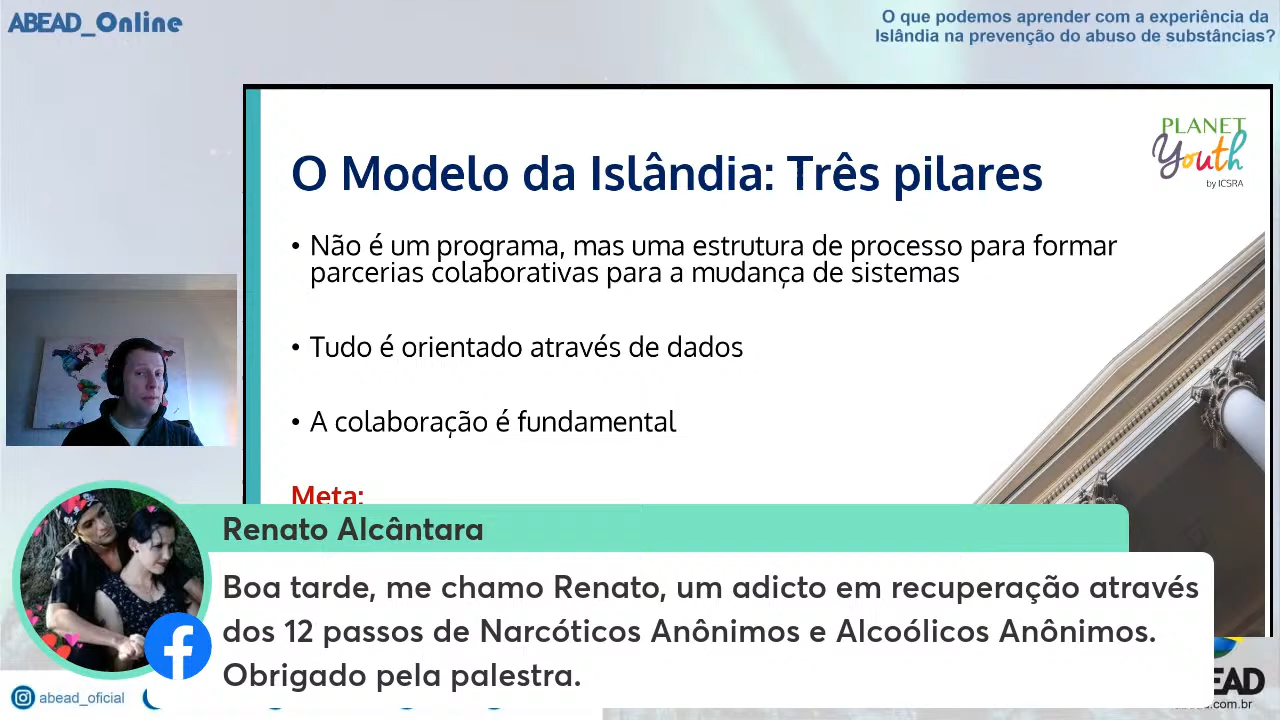 ABEAD_Online
O que podemos aprender com a experiência da
Islândia na prevenção do abuso de substâncias?
PLANET
Youth
by ICSRA
O Modelo da Islândia: Três pilares
• Não é um programa, mas uma estrutura de processo para formar
parcerias colaborativas para a mudança de sistemas
• Tudo é orientado através de dados
• A colaboração é fundamental
Meta:
Renato Alcântara
Boa tarde, me chamo Renato, um adicto em recuperação através
dos 12 passos de Narcóticos Anônimos e Alcoólicos Anônimos.
Obrigado pela palestra.
abead_oficial
EAD
.com.br